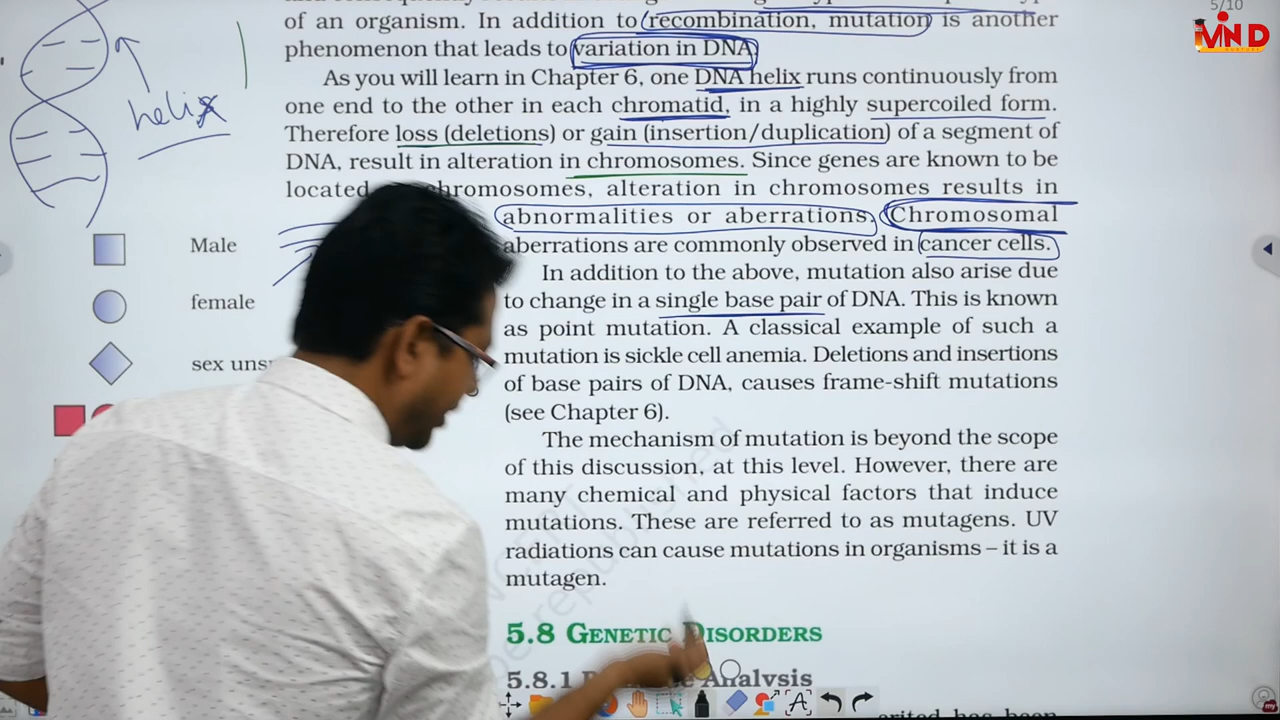 5/10
MIND
of an organism. In addition to recombination, mutation is another
phenomenon that leads to variation in DNA.
As you will learn in Chapter 6, one DNA helix runs continuously from
one end to the other in each chromatid, in a highly supercoiled form.
Therefore loss (deletions) or gain (insertion/duplication) of a segment of
DNA, result in alteration in chromosomes. Since genes are known to be
located chromosomes, alteration in chromosomes results in
abnormalities or aberrations. Chromosomal
aberrations are commonly observed in cancer cells.
In addition to the above, mutation also arise due
to change in a single base pair of DNA. This is known
as point mutation. A classical example of such a
mutation is sickle cell anemia. Deletions and insertions
of base pairs of DNA, causes frame-shift mutations
(see Chapter 6).
The mechanism of mutation is beyond the scope
of this discussion, at this level. However, there are
many chemical and physical factors that induce
mutations. These are referred to as mutagens. UV
radiations can cause mutations in organisms – it is a
mutagen.
5.8 GENETIC DISORDERS
5.8.1 Analysis
helix
Male
female
sex